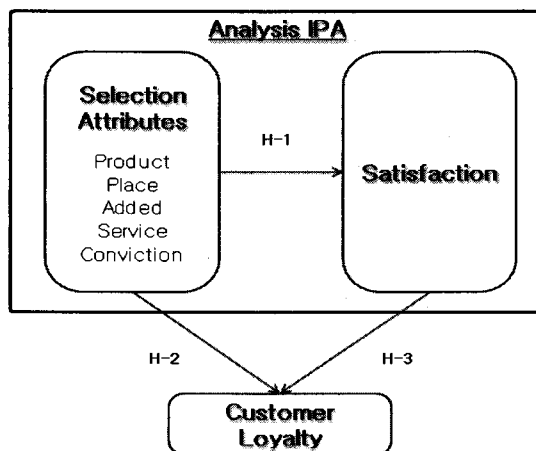 Analysis IPA
Selection
Attributes
Product
Place
Added
Service
Conviction
H-1
Satisfaction
H-2
H-3
Customer
Loyalty